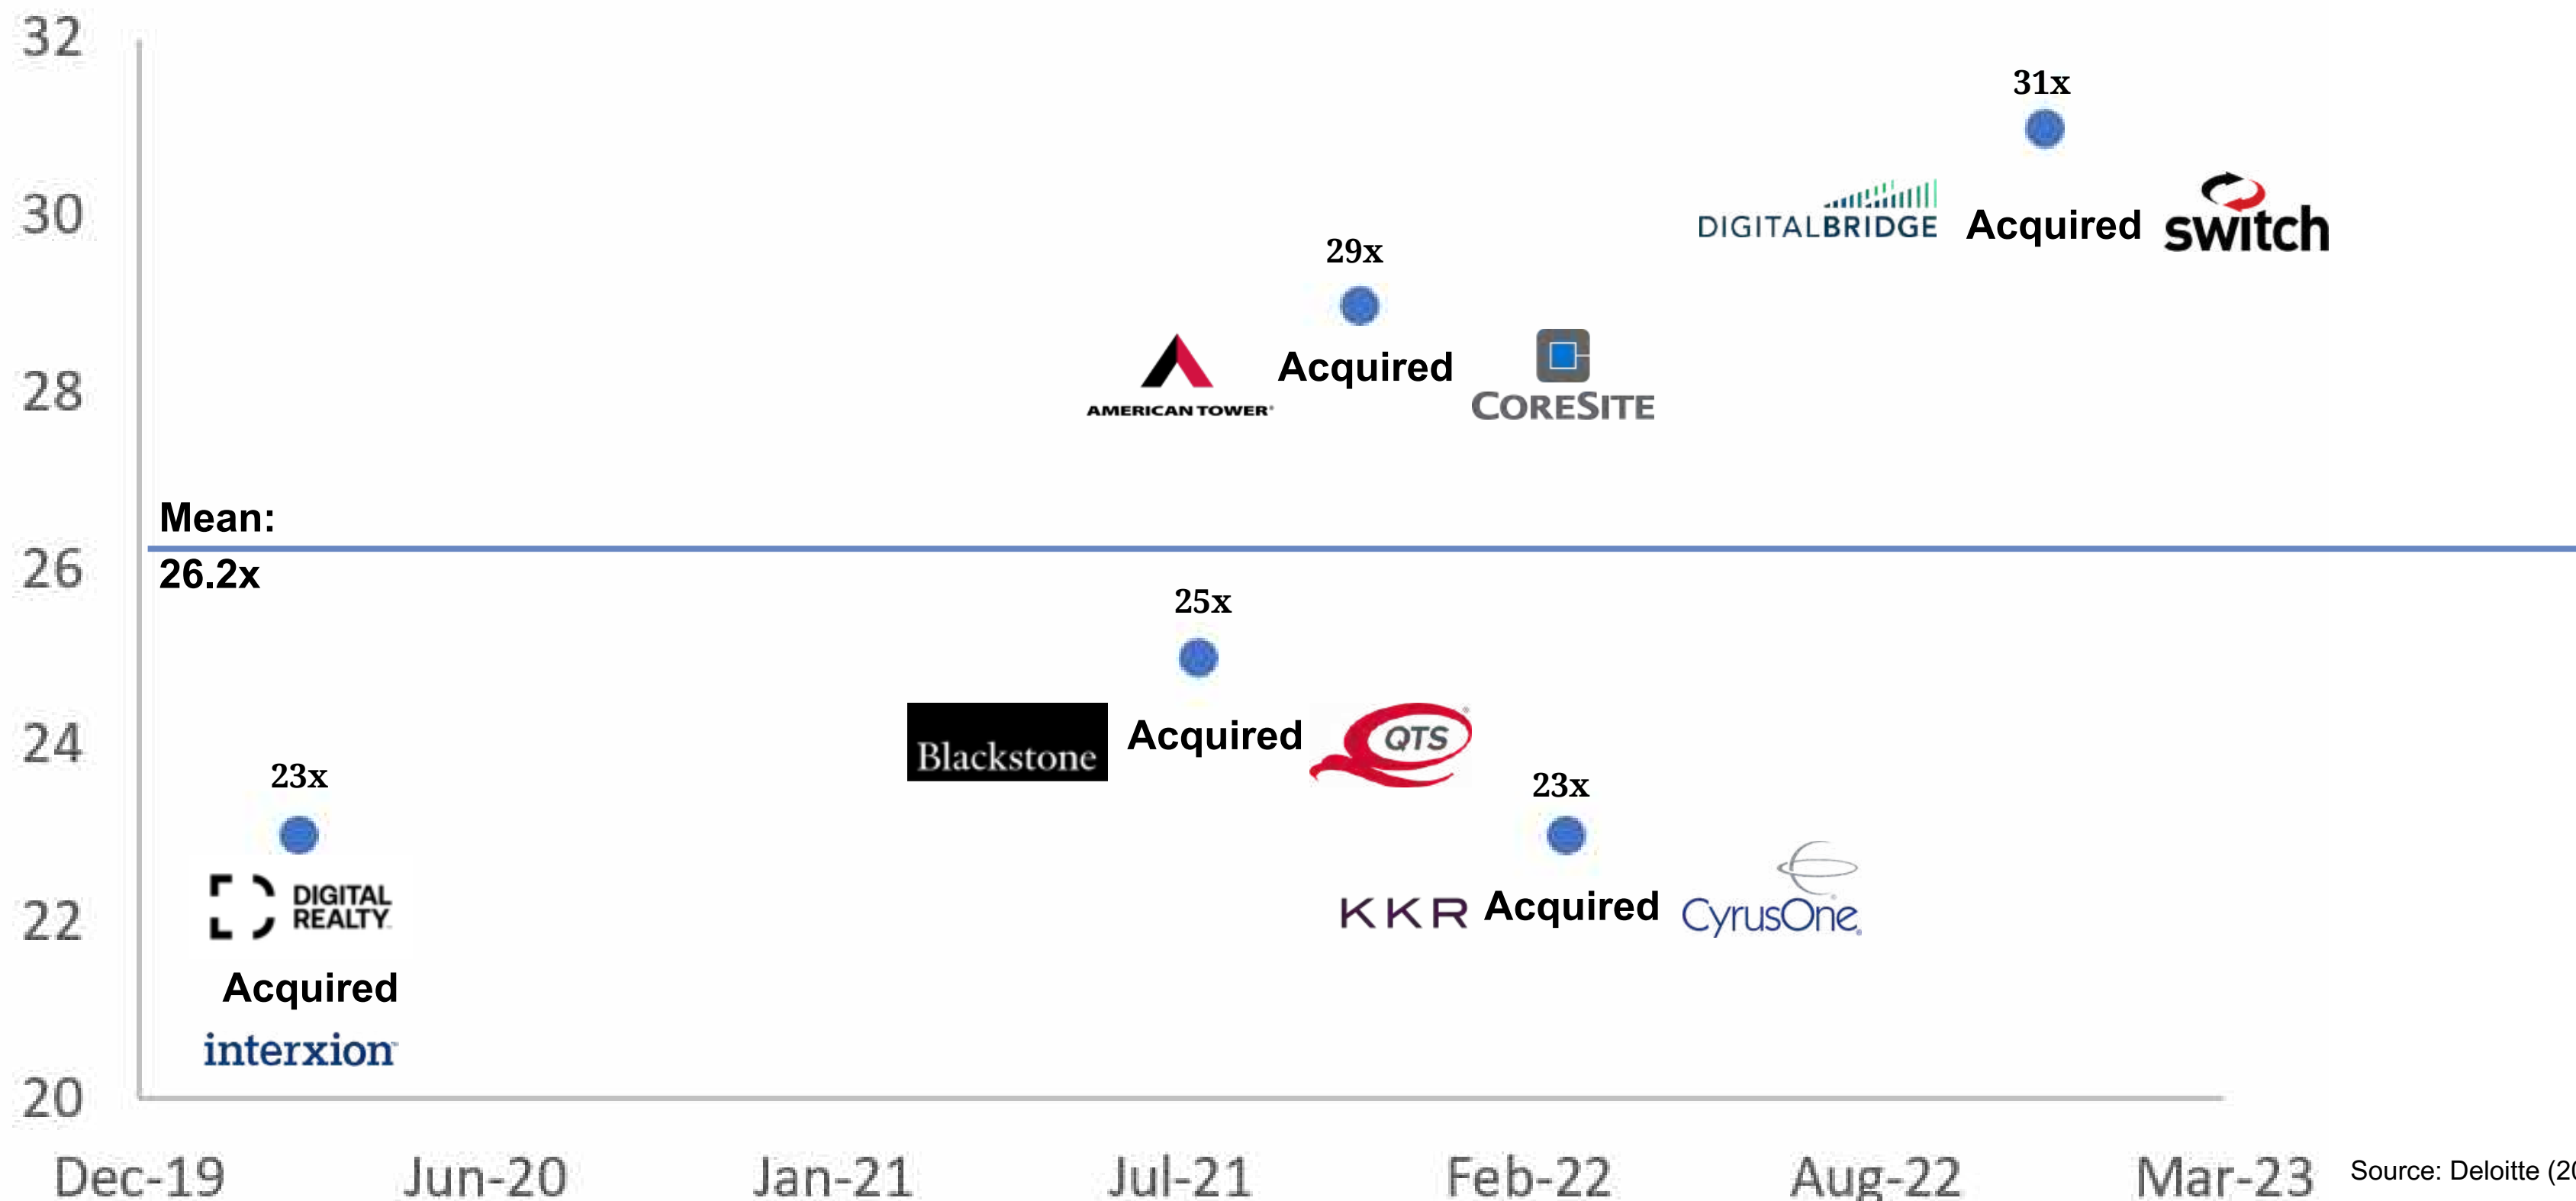 32
31x
30
DIGITALBRIDGE Acquired switch
29x
28
Acquired
AMERICAN TOWER®
CORESITE
Mean:
26
26.2x
25x
24
Blackstone Acquired QTS
23x
23x
DIGITAL
REALTY
22
KKR Acquired CyrusOne
Acquired
interxion
20
Dec-19 Jun-20 Jan-21 Jul-21 Feb-22 Aug-22 Mar-23
Source: Deloitte (20